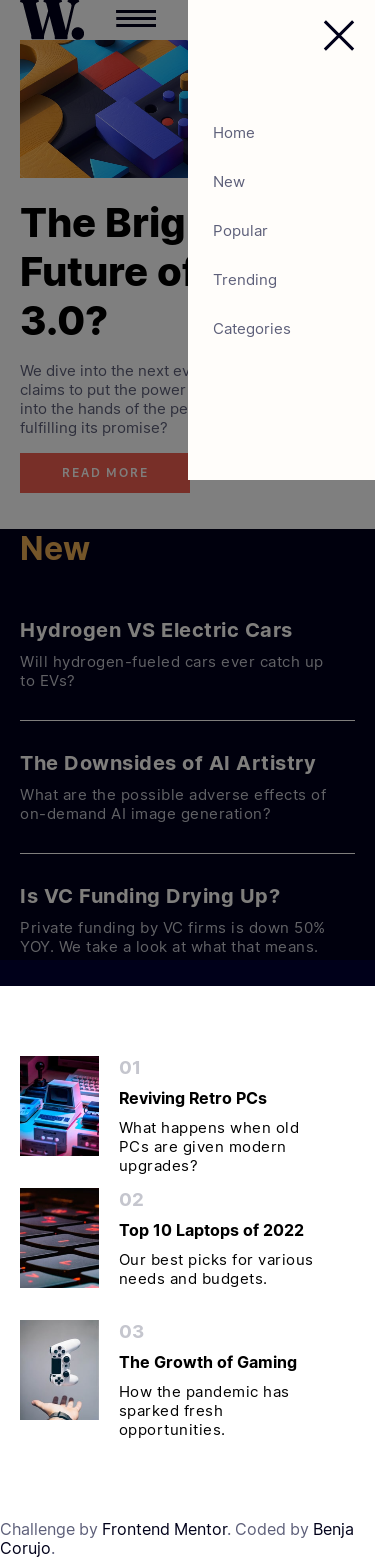 W.
Home
New
Popular
Trending
Categories
The Brig
Future of
3.0?
We dive into the next ev
claims to put the power
into the hands of the pe
fulfilling its promise?
READ MORE
New
Hydrogen VS Electric Cars
Will hydrogen-fueled cars ever catch up
to EVs?
The Downsides of AI Artistry
What are the possible adverse effects of
on-demand AI image generation?
Is VC Funding Drying Up?
Private funding by VC firms is down 50%
YOY. We take a look at what that means.
01
Reviving Retro PCs
What happens when old
PCs are given modern
upgrades?
02
Top 10 Laptops of 2022
Our best picks for various
needs and budgets.
03
The Growth of Gaming
How the pandemic has
sparked fresh
opportunities.
Challenge by Frontend Mentor. Coded by Benja
Corujo.